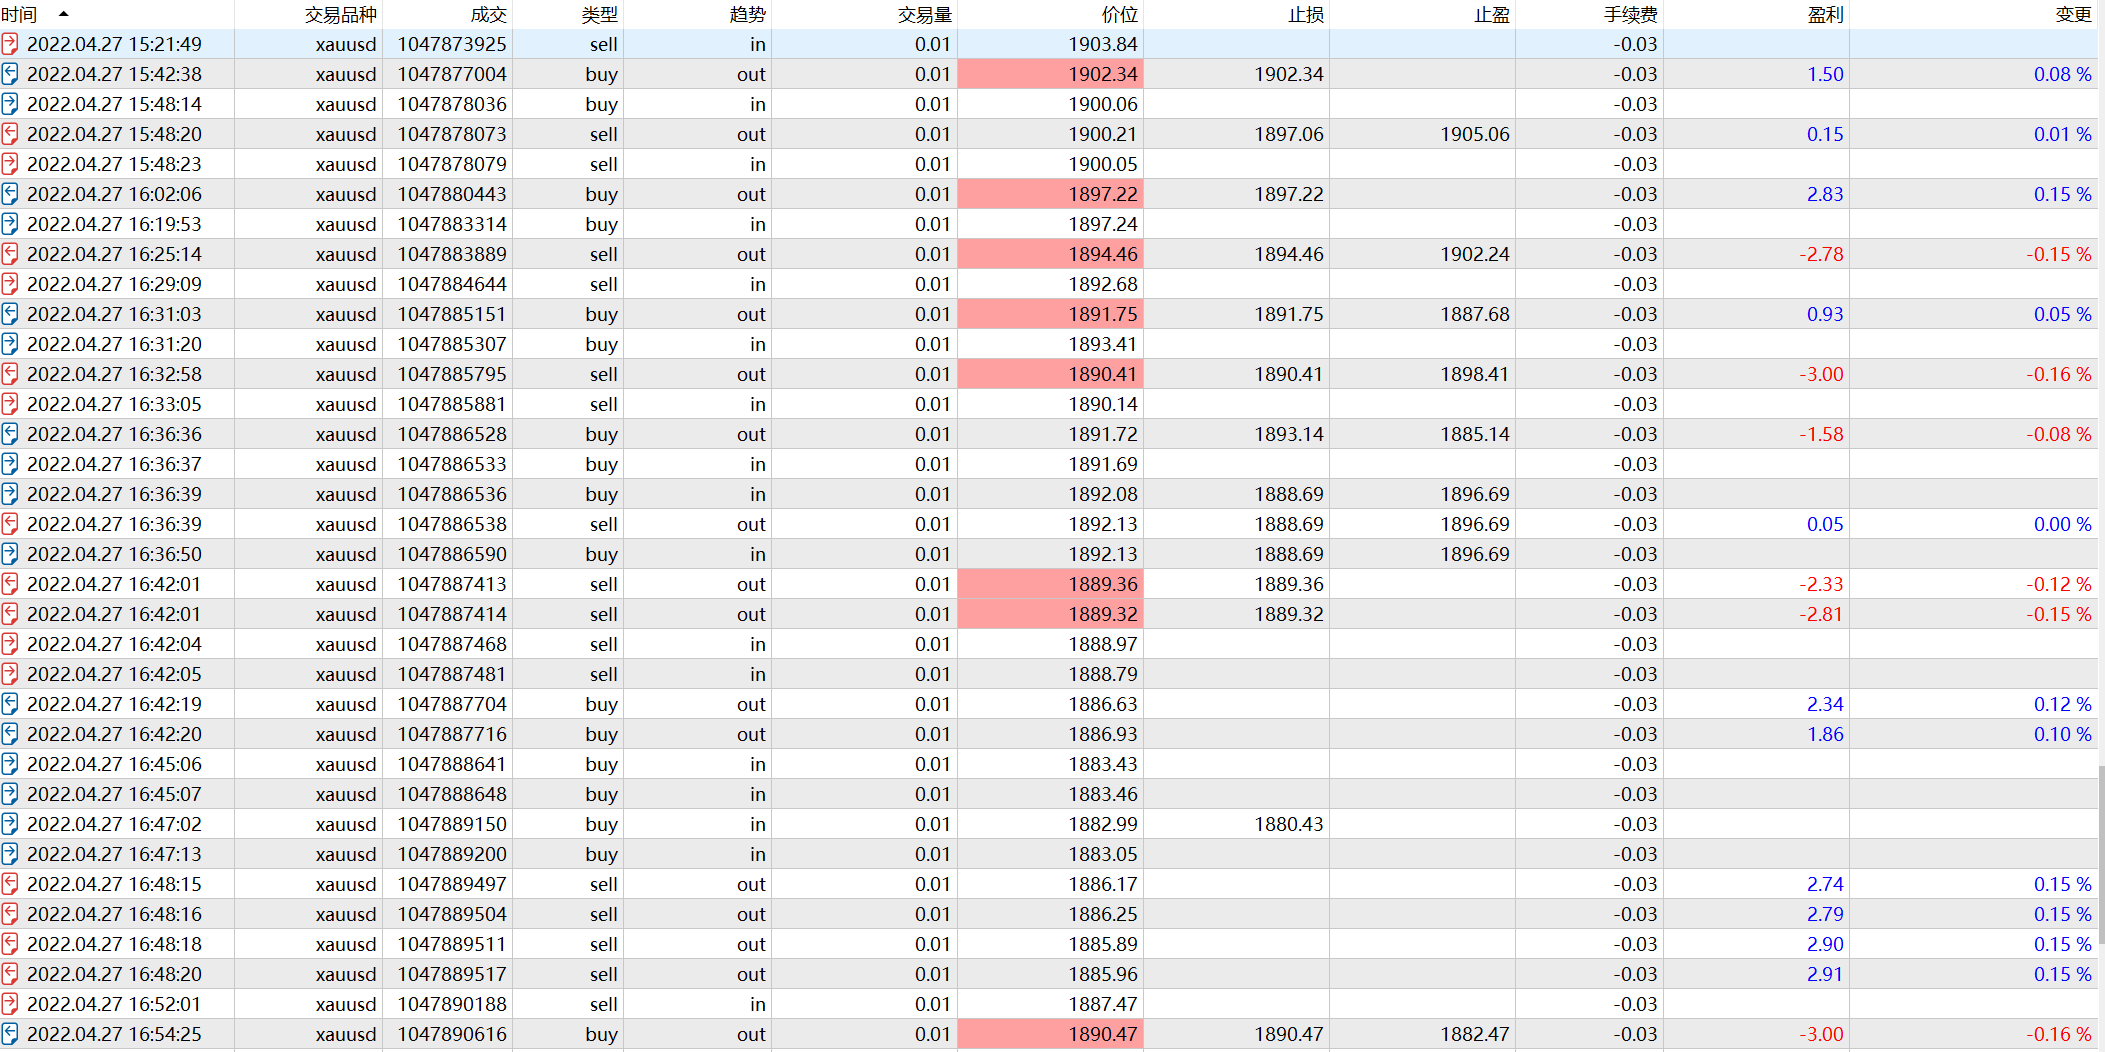 时间 交易品种 成交 类型 趋势 交易量 价位 止损 止盈 手续费 盈利 变更
2022.04.27 15:21:49 xauusd 1047873925 sell in 0.01 1903.84 -0.03
2022.04.27 15:42:38 xauusd 1047877004 buy out 0.01 1902.34 1902.34 -0.03 1.50 0.08 %
2022.04.27 15:48:14 xauusd 1047878036 buy in 0.01 1900.06 -0.03
2022.04.27 15:48:20 xauusd 1047878073 sell out 0.01 1900.21 1897.06 1905.06 -0.03 0.15 0.01 %
2022.04.27 15:48:23 xauusd 1047878079 sell in 0.01 1900.05 -0.03
2022.04.27 16:02:06 xauusd 1047880443 buy out 0.01 1897.22 1897.22 -0.03 2.83 0.15 %
2022.04.27 16:19:53 xauusd 1047883314 buy in 0.01 1897.24 -0.03
2022.04.27 16:25:14 xauusd 1047883889 sell out 0.01 1894.46 1894.46 1902.24 -0.03 -2.78 -0.15 %
2022.04.27 16:29:09 xauusd 1047884644 sell in 0.01 1892.68 -0.03
2022.04.27 16:31:03 xauusd 1047885151 buy out 0.01 1891.75 1891.75 1887.68 -0.03 0.93 0.05 %
2022.04.27 16:31:20 xauusd 1047885307 buy in 0.01 1893.41 -0.03
2022.04.27 16:32:58 xauusd 1047885795 sell out 0.01 1890.41 1890.41 1898.41 -0.03 -3.00 -0.16 %
2022.04.27 16:33:05 xauusd 1047885881 sell in 0.01 1890.14 -0.03
2022.04.27 16:36:36 xauusd 1047886528 buy out 0.01 1891.72 1893.14 1885.14 -0.03 -1.58 -0.08 %
2022.04.27 16:36:37 xauusd 1047886533 buy in 0.01 1891.69 -0.03
2022.04.27 16:36:39 xauusd 1047886536 buy in 0.01 1892.08 1888.69 1896.69 -0.03
2022.04.27 16:36:39 xauusd 1047886538 sell out 0.01 1892.13 1888.69 1896.69 -0.03 0.05 0.00 %
2022.04.27 16:36:50 xauusd 1047886590 buy in 0.01 1892.13 1888.69 1896.69 -0.03
2022.04.27 16:42:01 xauusd 1047887413 sell out 0.01 1889.36 1889.36 -0.03 -2.33 -0.12 %
2022.04.27 16:42:01 xauusd 1047887414 sell out 0.01 1889.32 1889.32 -0.03 -2.81 -0.15 %
2022.04.27 16:42:04 xauusd 1047887468 sell in 0.01 1888.97 -0.03
2022.04.27 16:42:05 xauusd 1047887481 sell in 0.01 1888.79 -0.03
2022.04.27 16:42:19 xauusd 1047887704 buy out 0.01 1886.63 -0.03 2.34 0.12 %
2022.04.27 16:42:20 xauusd 1047887716 buy out 0.01 1886.93 -0.03 1.86 0.10 %
2022.04.27 16:45:06 xauusd 1047888641 buy in 0.01 1883.43 -0.03
2022.04.27 16:45:07 xauusd 1047888648 buy in 0.01 1883.46 -0.03
2022.04.27 16:47:02 xauusd 1047889150 buy in 0.01 1882.99 1880.43 -0.03
2022.04.27 16:47:13 xauusd 1047889200 buy in 0.01 1883.05 -0.03
2022.04.27 16:48:15 xauusd 1047889497 sell out 0.01 1886.17 -0.03 2.74 0.15 %
2022.04.27 16:48:16 xauusd 1047889504 sell out 0.01 1886.25 -0.03 2.79 0.15 %
2022.04.27 16:48:18 xauusd 1047889511 sell out 0.01 1885.89 -0.03 2.90 0.15 %
2022.04.27 16:48:20 xauusd 1047889517 sell out 0.01 1885.96 -0.03 2.91 0.15 %
2022.04.27 16:52:01 xauusd 1047890188 sell in 0.01 1887.47 -0.03
2022.04.27 16:54:25 xauusd 1047890616 buy out 0.01 1890.47 1890.47 1882.47 -0.03 -3.00 -0.16 %